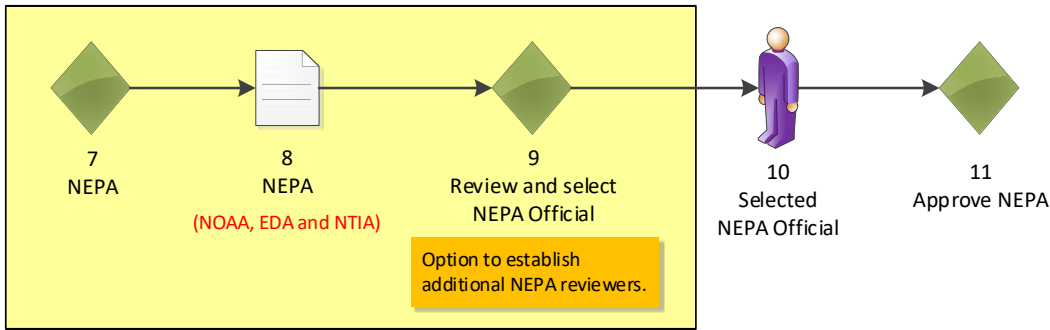 7
NEPA
8
NEPA
(NOAA, EDA and NTIA)
9
Review and select
NEPA Official
Option to establish
additional NEPA reviewers.
10
Selected
NEPA Official
11
Approve NEPA